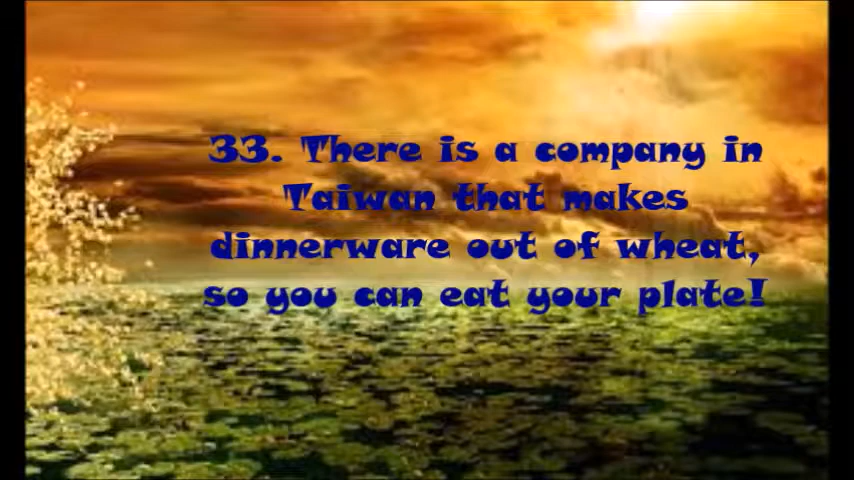 33. There is a company in
Taiwan that makes
dinnerware out of wheat,
so you can eat your plate!